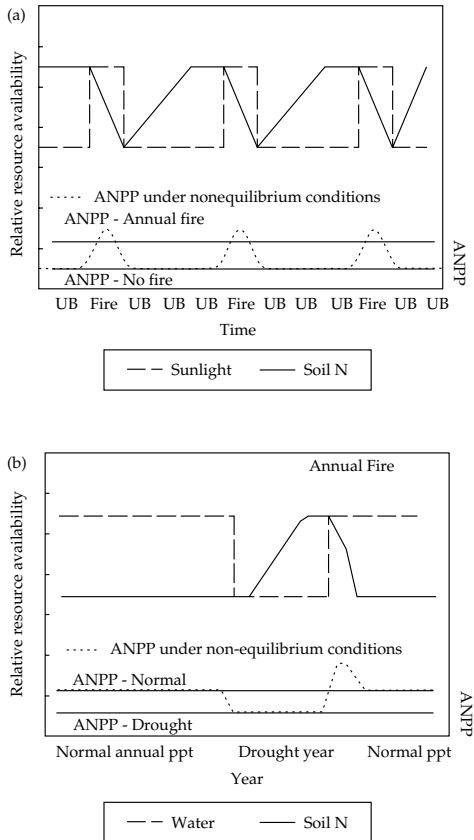 (a)
Relative resource availability
ANPP under nonequilibrium conditions
ANPP - Annual fire
ANPP - No fire
ANPP
UB Fire UB UB UB Fire UB UB UB Fire UB UB
Time
Sunlight Soil N
(b)
Relative resource availability
Annual Fire
ANPP under non-equilibrium conditions
ANPP - Normal
ANPP - Drought
ANPP
Normal annual ppt Drought year Normal ppt
Year
Water Soil N